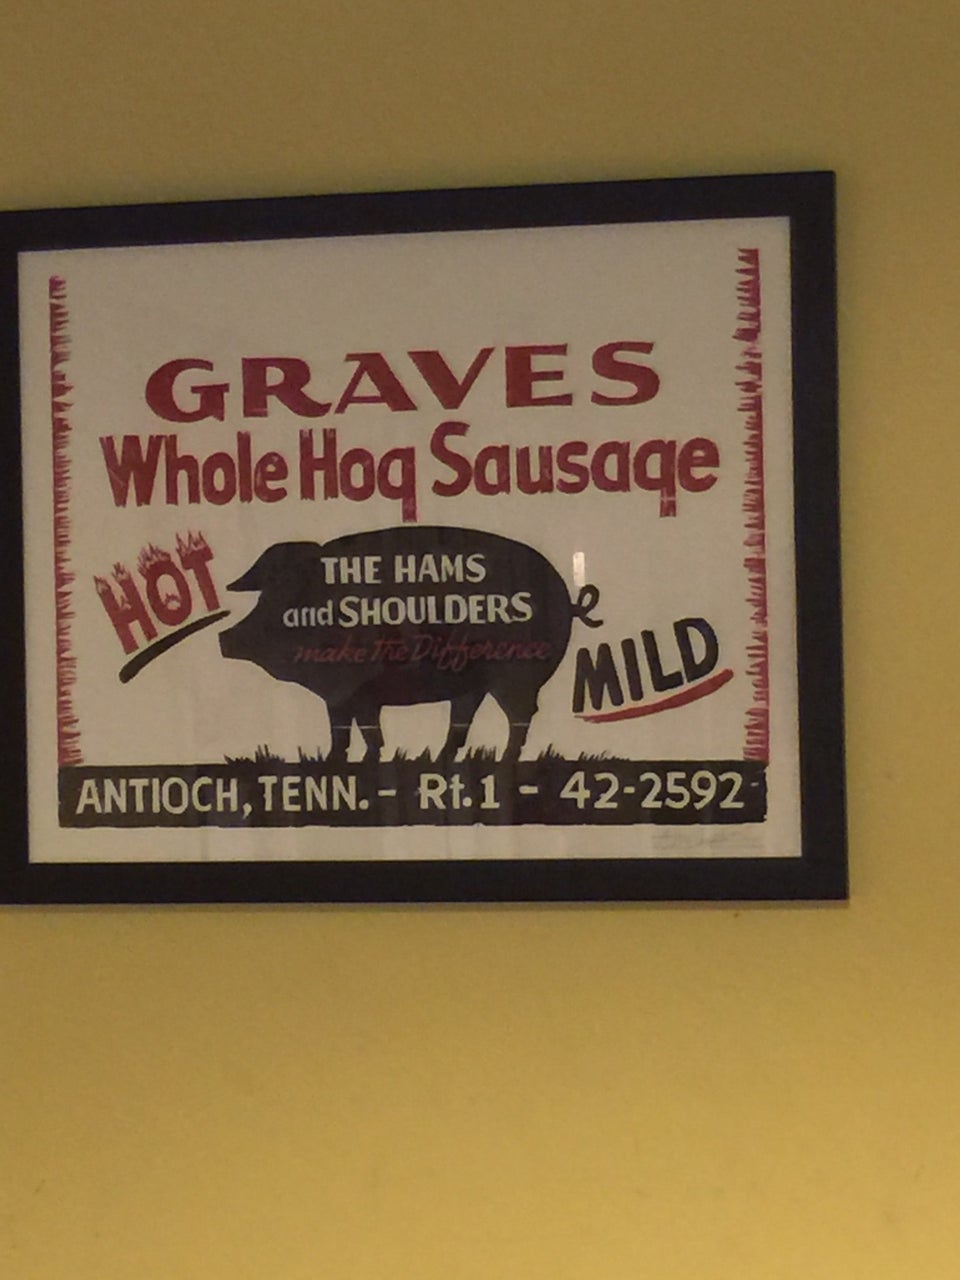 GRAVES
Whole Hog Sausage
HOT
THE HAMS
and SHOULDERS
make the Difference
MILD
ANTIOCH, TENN. - Rt. 1 - 42-2592